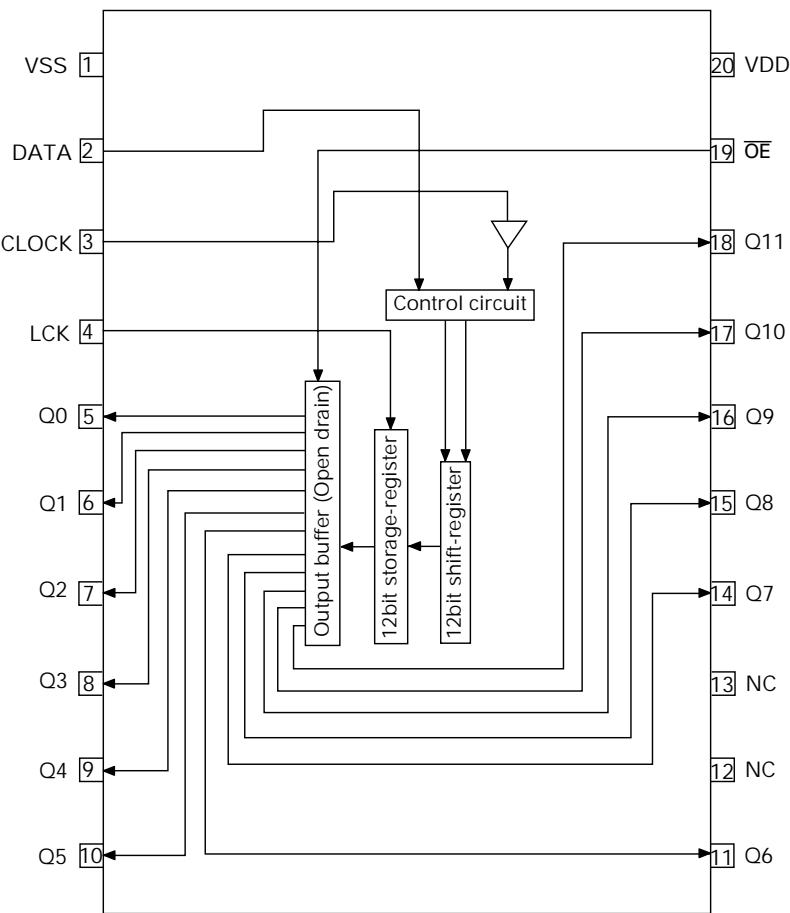 VSS 1
20 VDD
DATA 2
19 OE
CLOCK 3
18 Q11
Control circuit
LCK 4
17 Q10
Q0 5
16 Q9
Q1 6
15 Q8
Output buffer (Open drain)
12bit storage-register
12bit shift-register
Q2 7
14 Q7
Q3 8
13 NC
Q4 9
12 NC
Q5 10
11 Q6